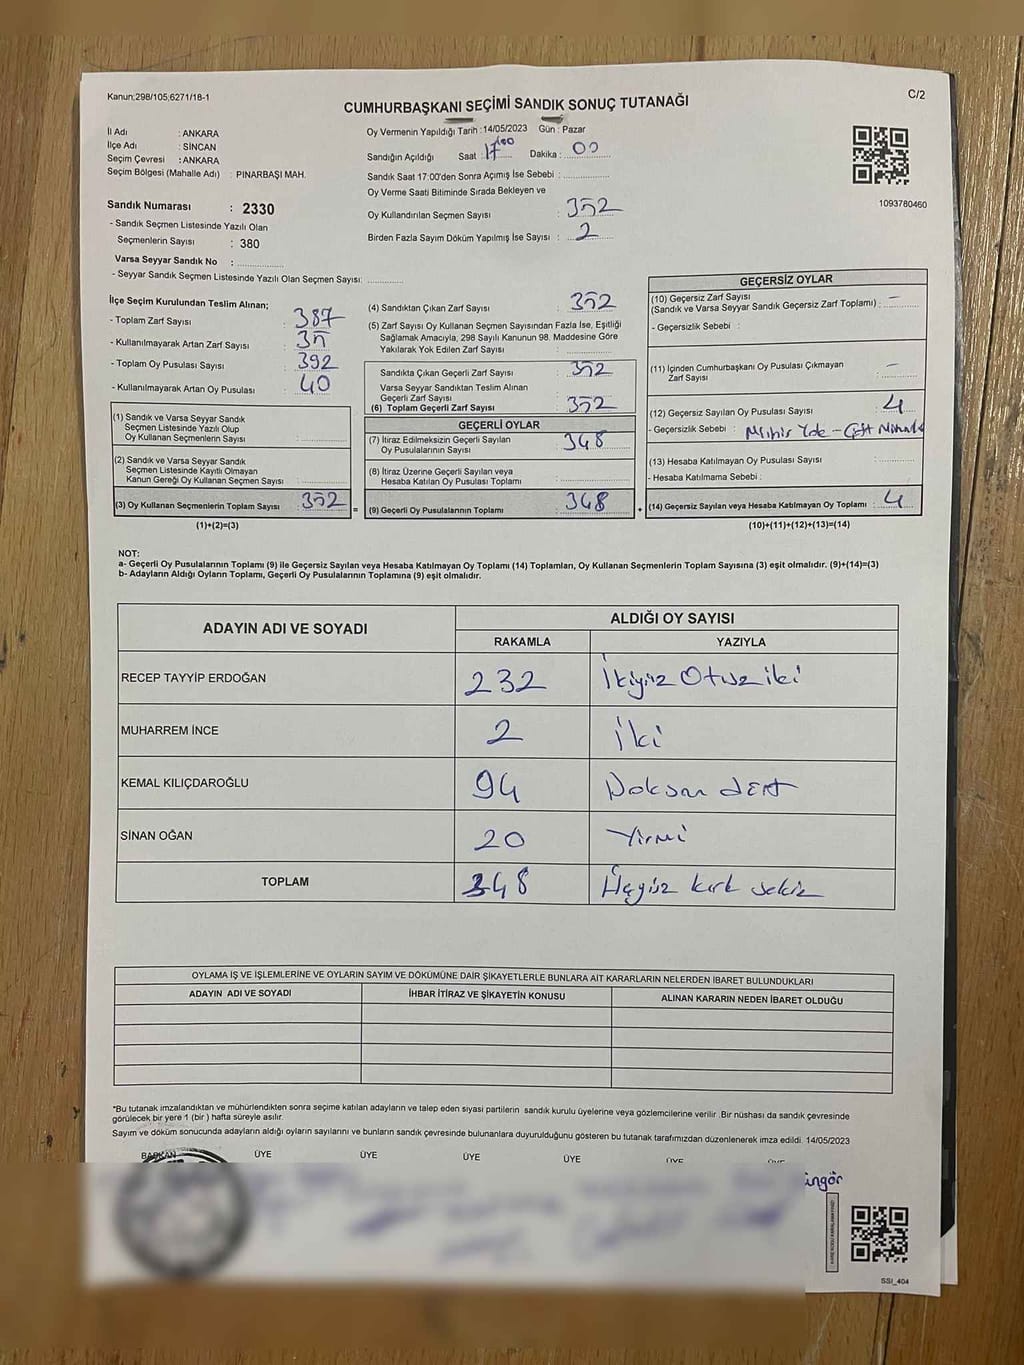 Kanun;298/105;6271/18-1
C/2
CUMHURBAŞKANI SEÇİMİ SANDIK SONUÇ TUTANAĞI
İl Adı : ANKARA
İlçe Adı : SİNCAN
Seçim Çevresi : ANKARA
Seçim Bölgesi (Mahalle Adı) : PINARBAŞI MAH.
Sandık Numarası : 2330
- Sandık Seçmen Listesinde Yazılı Olan
Seçmenlerin Sayısı : 380
Varsa Seyyar Sandık No :
- Seyyar Sandık Seçmen Listesinde Yazılı Olan Seçmen Sayısı:
Oy Vermenin Yapıldığı Tarih :14/05/2023 Gün : Pazar
Sandığın Açıldığı Saat : 17:00 Dakika : 00
Sandık Saat 17:00'den Sonra Açımış İse Sebebi :
Oy Verme Saati Bitiminde Sırada Bekleyen ve
Oy Kullandırılan Seçmen Sayısı : 352
Birden Fazla Sayım Döküm Yapılmış İse Sayısı : 2
1093780460
İlçe Seçim Kurulundan Teslim Alınan;
- Toplam Zarf Sayısı : 387
- Kullanılmayarak Artan Zarf Sayısı : 35
- Toplam Oy Pusulası Sayısı : 392
- Kullanılmayarak Artan Oy Pusulası : 40
(1) Sandık ve Varsa Seyyar Sandık
Seçmen Listesinde Yazılı Olup
Oy Kullanan Seçmenlerin Sayısı :
(2) Sandık ve Varsa Seyyar Sandık
Seçmen Listesinde Kayıtlı Olmayan
Kanun Gereği Oy Kullanan Seçmen Sayısı :
(3) Oy Kullanan Seçmenlerin Toplam Sayısı : 352 =
(1)+(2)=(3)
(4) Sandıktan Çıkan Zarf Sayısı : 352
(5) Zarf Sayısı Oy Kullanan Seçmen Sayısından Fazla İse, Eşitliği
Sağlamak Amacıyla, 298 Sayılı Kanunun 98. Maddesine Göre
Yakılarak Yok Edilen Zarf Sayısı :
Sandıkta Çıkan Geçerli Zarf Sayısı : 352
Varsa Seyyar Sandıktan Teslim Alınan
Geçerli Zarf Sayısı :
(6) Toplam Geçerli Zarf Sayısı : 352
GEÇERLİ OYLAR
(7) İtiraz Edilmeksizin Geçerli Sayılan
Oy Pusulalarının Sayısı : 348
(8) İtiraz Üzerine Geçerli Sayılan veya
Hesaba Katılan Oy Pusulası Toplamı :
(9) Geçerli Oy Pusulalarının Toplamı : 348 +
GEÇERSİZ OYLAR
(10) Geçersiz Zarf Sayısı : –
(Sandık ve Varsa Seyyar Sandık Geçersiz Zarf Toplamı) :
- Geçersizlik Sebebi :
(11) İçinden Cumhurbaşkanı Oy Pusulası Çıkmayan
Zarf Sayısı : –
(12) Geçersiz Sayılan Oy Pusulası Sayısı : 4
- Geçersizlik Sebebi : Mühür Yok - Çift
(13) Hesaba Katılmayan Oy Pusulası Sayısı :
- Hesaba Katılmama Sebebi :
(14) Geçersiz Sayılan veya Hesaba Katılmayan Oy Toplamı : 4
(10)+(11)+(12)+(13)=(14)
NOT:
a- Geçerli Oy Pusulalarının Toplamı (9) ile Geçersiz Sayılan veya Hesaba Katılmayan Oy Toplamı (14) Toplamları, Oy Kullanan Seçmenlerin Toplam Sayısına (3) eşit olmalıdır. (9)+(14)=(3)
b- Adayların Aldığı Oyların Toplamı, Geçerli Oy Pusulalarının Toplamına (9) eşit olmalıdır.
ADAYIN ADI VE SOYADI
ALDIĞI OY SAYISI
RAKAMLA YAZIYLA
RECEP TAYYİP ERDOĞAN 232 İkiyüz Otuz iki
MUHARREM İNCE 2 İki
KEMAL KILIÇDAROĞLU 94 Doksan dört
SİNAN OĞAN 20 Yirmi
TOPLAM 348 Üçyüz kırk sekiz
OYLAMA İŞ VE İŞLEMLERİNE VE OYLARIN SAYIM VE DÖKÜMÜNE DAİR ŞİKAYETLERLE BUNLARA AİT KARARLARIN NELERDEN İBARET BULUNDUKLARI
ADAYIN ADI VE SOYADI İHBAR İTİRAZ VE ŞİKAYETİN KONUSU ALINAN KARARIN NEDEN İBARET OLDUĞU
*Bu tutanak imzalandıktan ve mühürlendikten sonra seçime katılan adayların ve talep eden siyasi partilerin sandık kurulu üyelerine veya gözlemcilerine verilir .Bir nüshası da sandık çevresinde
görülecek bir yere 1 (bir ) hafta süreyle asılır.
Sayım ve döküm sonucunda adayların aldığı oyların sayılarını ve bunların sandık çevresinde bulunanlara duyurulduğunu gösteren bu tutanak tarafımızdan düzenlenerek imza edildi. 14/05/2023
BAŞKAN ÜYE ÜYE ÜYE ÜYE ÜYE
SSI_404